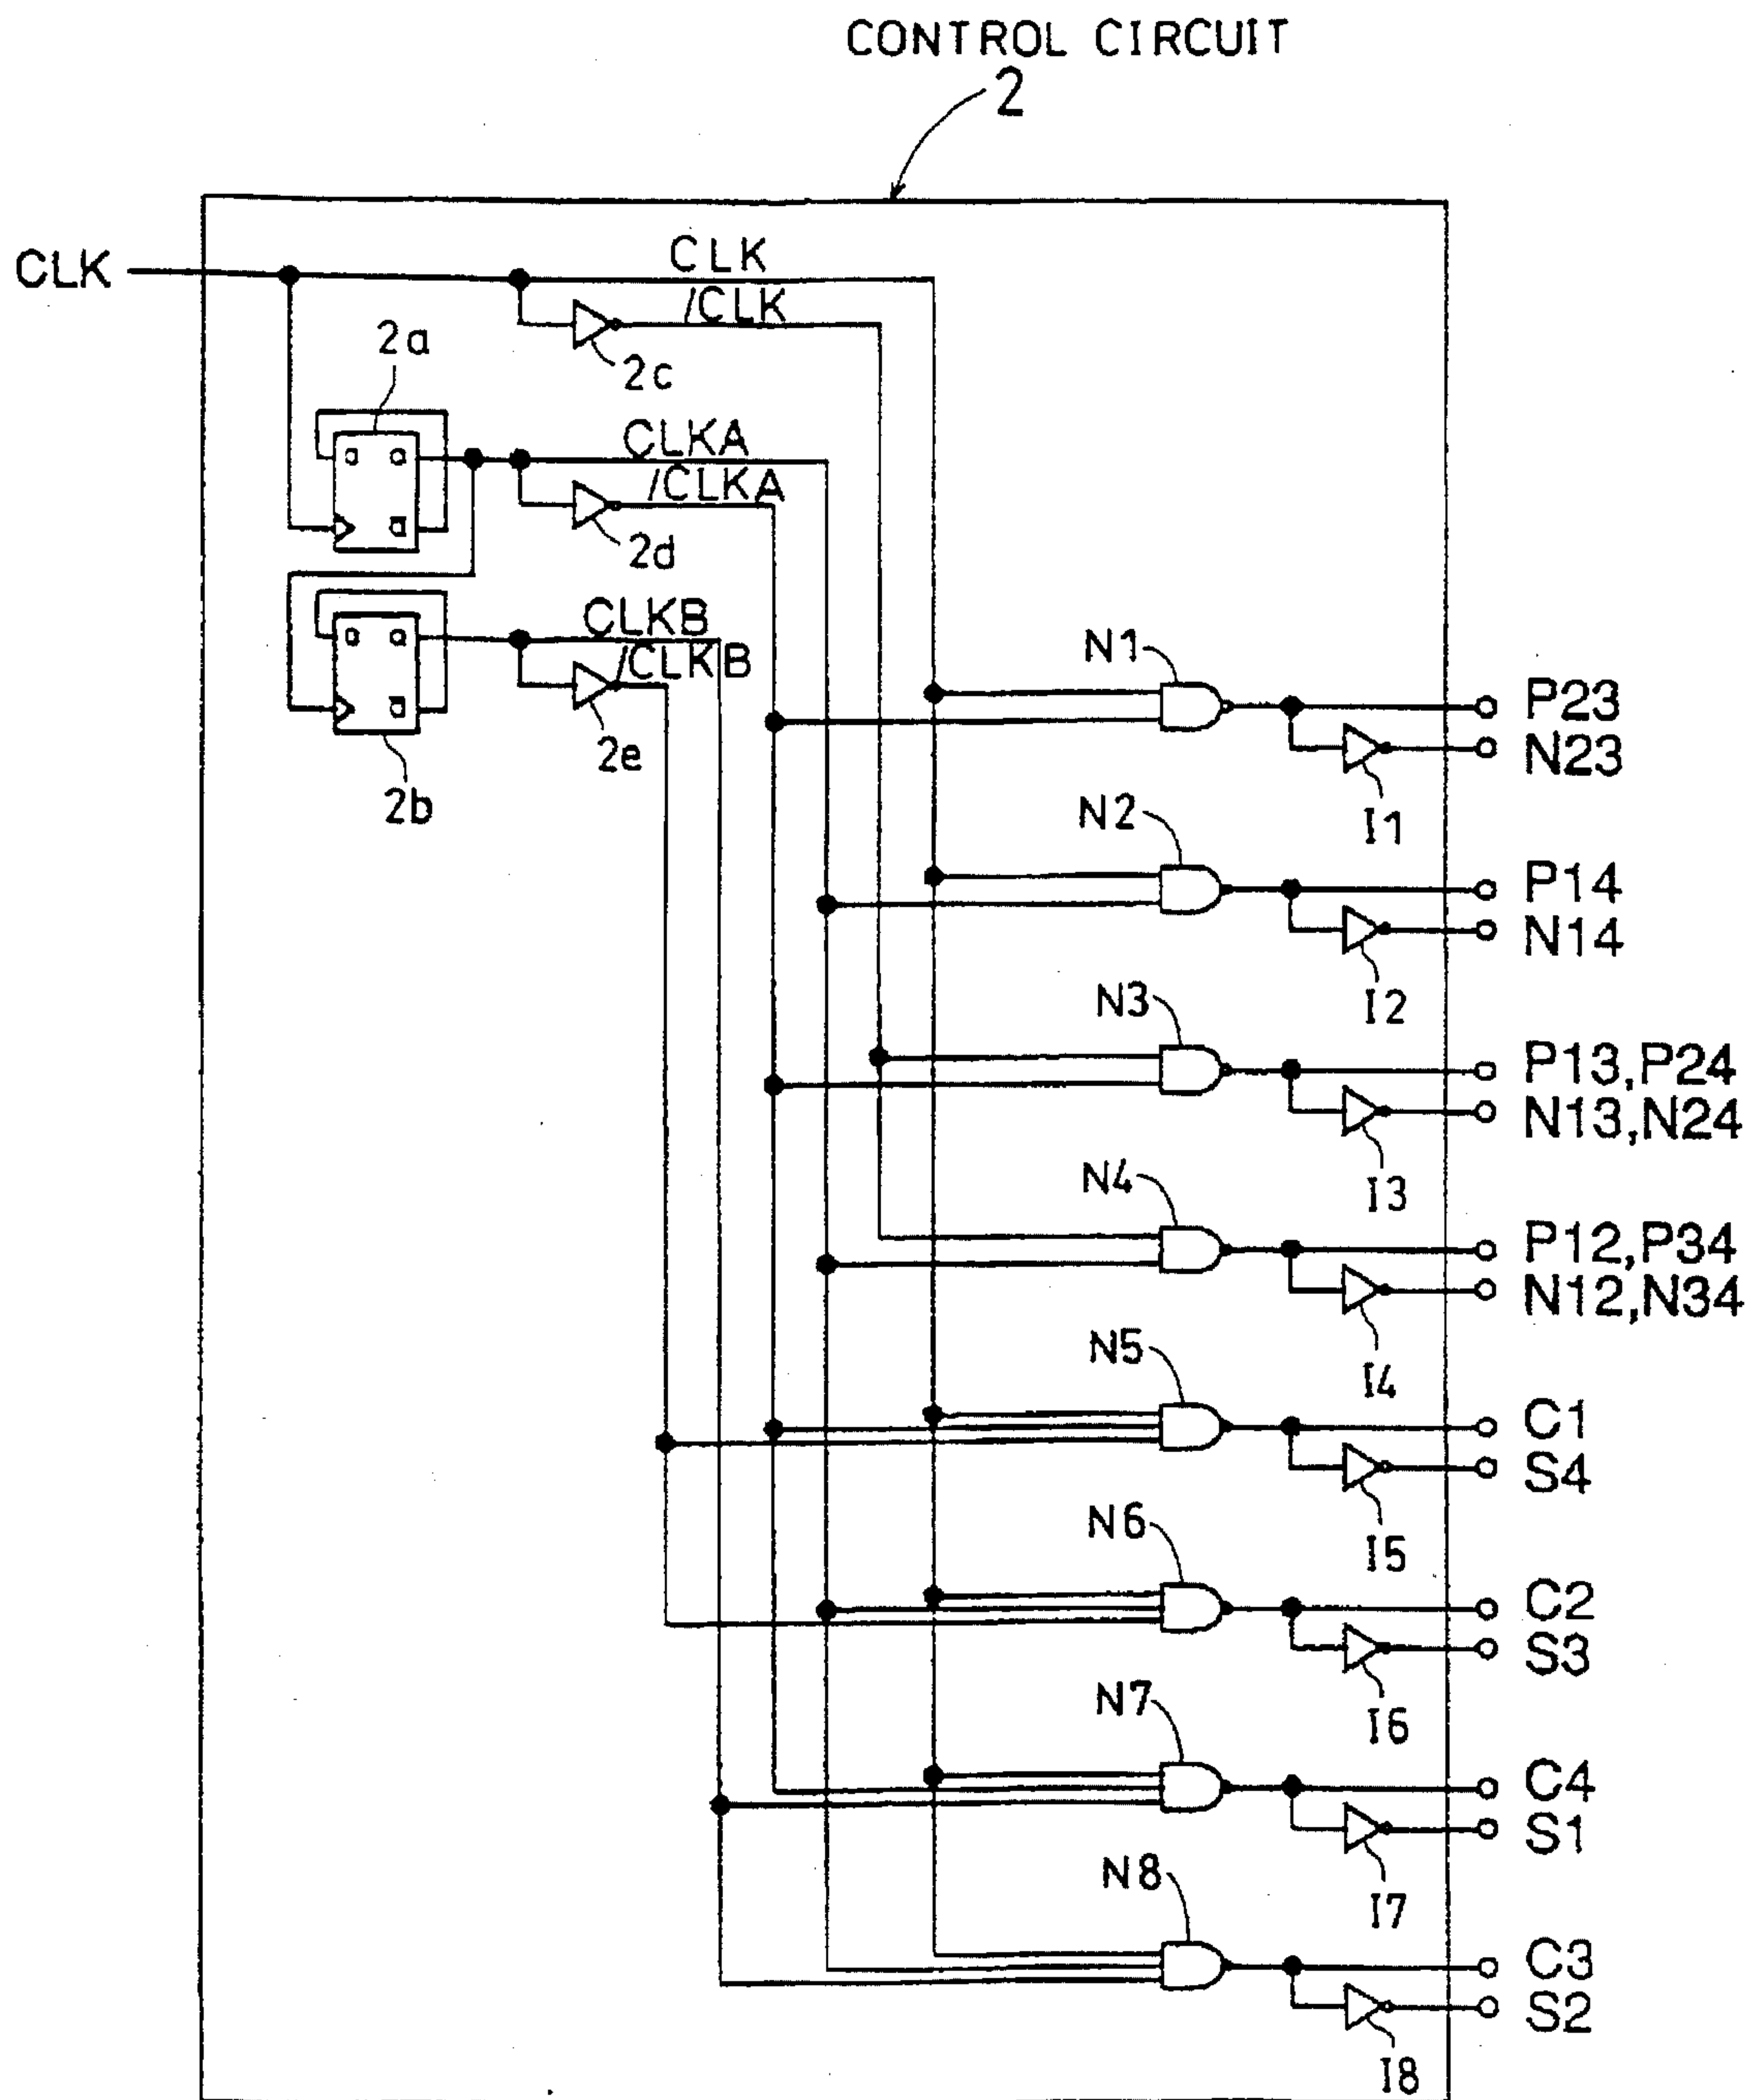 CONTROL CIRCUIT
2
CLK
CLK
/CLK
2c
2a
CLKA
/CLKA
2d
CLKB
/CLKB
2e
2b
N1
P23
N23
I1
N2
P14
N14
I2
N3
P13,P24
N13,N24
I3
N4
P12,P34
N12,N34
I4
N5
C1
S4
I5
N6
C2
S3
I6
N7
C4
S1
I7
N8
C3
S2
I8